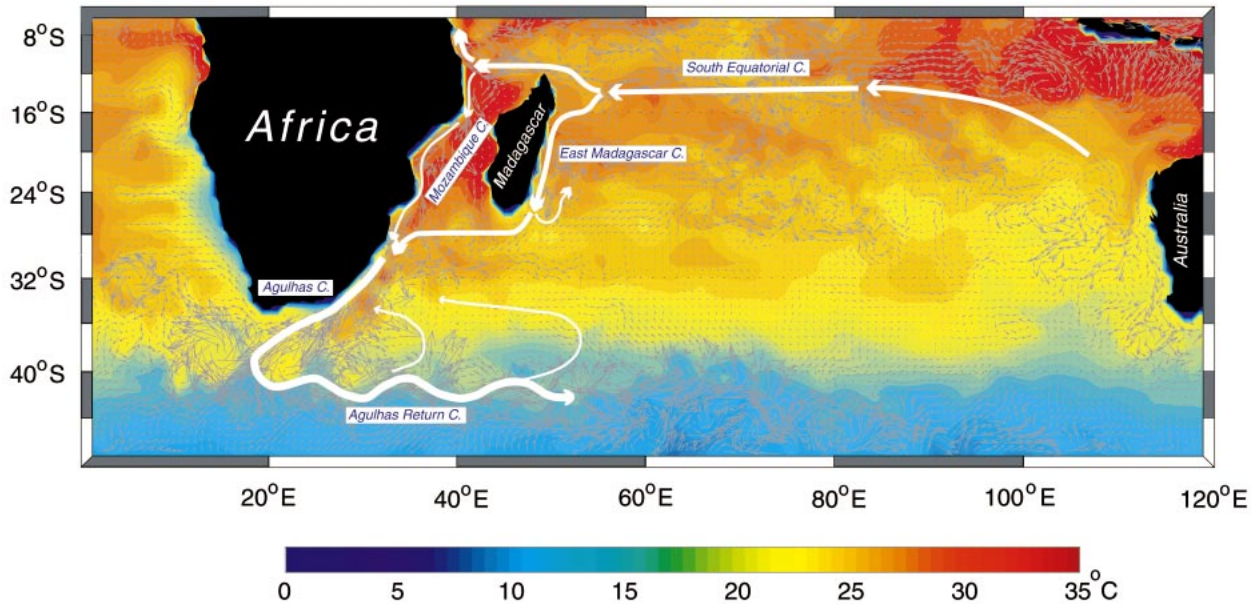 8°S
16°S
24°S
32°S
40°S
Africa
Madagascar
Australia
South Equatorial C.
Mozambique C.
East Madagascar C.
Agulhas C.
Agulhas Return C.
20°E 40°E 60°E 80°E 100°E 120°E
0 5 10 15 20 25 30 35°C